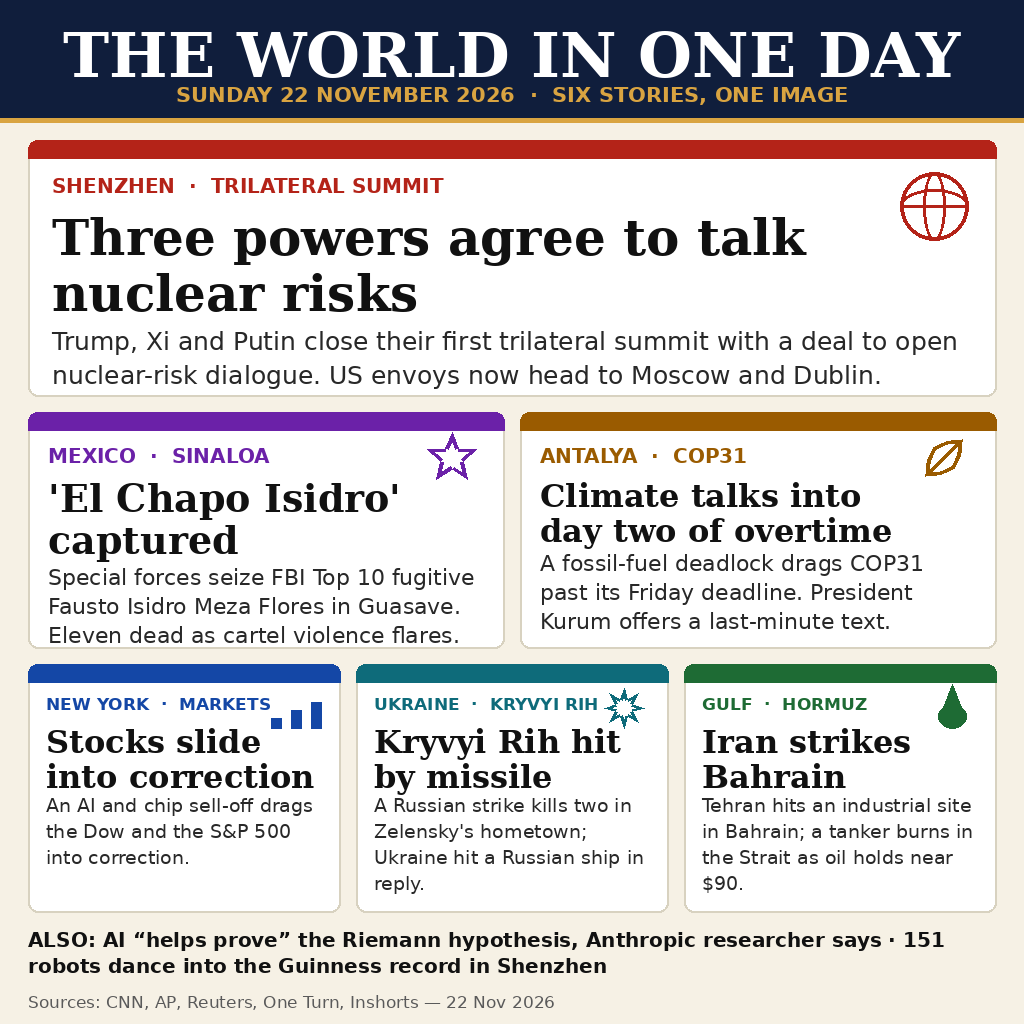 THE WORLD IN ONE DAY
SUNDAY 22 NOVEMBER 2026 · SIX STORIES, ONE IMAGE
SHENZHEN · TRILATERAL SUMMIT
Three powers agree to talk
nuclear risks
Trump, Xi and Putin close their first trilateral summit with a deal to open
nuclear-risk dialogue. US envoys now head to Moscow and Dublin.
MEXICO · SINALOA
'El Chapo Isidro'
captured
Special forces seize FBI Top 10 fugitive
Fausto Isidro Meza Flores in Guasave.
Eleven dead as cartel violence flares.
ANTALYA · COP31
Climate talks into
day two of overtime
A fossil-fuel deadlock drags COP31
past its Friday deadline. President
Kurum offers a last-minute text.
NEW YORK · MARKETS
Stocks slide
into correction
An AI and chip sell-off drags
the Dow and the S&P 500
into correction.
UKRAINE · KRYVYI RIH
Kryvyi Rih hit
by missile
A Russian strike kills two in
Zelensky's hometown;
Ukraine hit a Russian ship in
reply.
GULF · HORMUZ
Iran strikes
Bahrain
Tehran hits an industrial site
in Bahrain; a tanker burns in
the Strait as oil holds near
$90.
ALSO: AI “helps prove” the Riemann hypothesis, Anthropic researcher says · 151
robots dance into the Guinness record in Shenzhen
Sources: CNN, AP, Reuters, One Turn, Inshorts — 22 Nov 2026